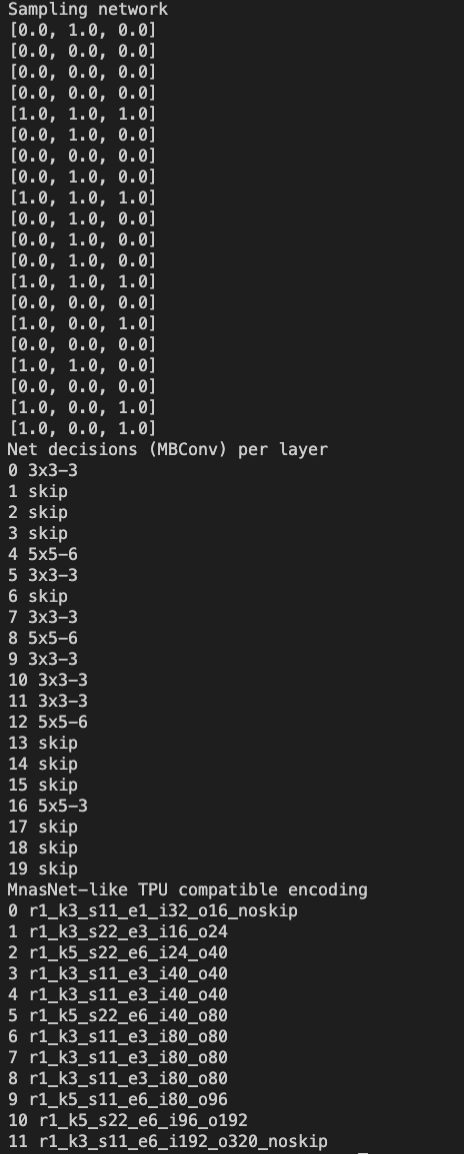 Sampling network
[0.0, 1.0, 0.0]
[0.0, 0.0, 0.0]
[0.0, 0.0, 0.0]
[0.0, 0.0, 0.0]
[1.0, 1.0, 1.0]
[0.0, 1.0, 0.0]
[0.0, 0.0, 0.0]
[0.0, 1.0, 0.0]
[1.0, 1.0, 1.0]
[0.0, 1.0, 0.0]
[0.0, 1.0, 0.0]
[0.0, 1.0, 0.0]
[1.0, 1.0, 1.0]
[0.0, 0.0, 0.0]
[1.0, 0.0, 1.0]
[0.0, 0.0, 0.0]
[1.0, 1.0, 0.0]
[0.0, 0.0, 0.0]
[1.0, 0.0, 1.0]
[1.0, 0.0, 1.0]
Net decisions (MBConv) per layer
0 3x3-3
1 skip
2 skip
3 skip
4 5x5-6
5 3x3-3
6 skip
7 3x3-3
8 5x5-6
9 3x3-3
10 3x3-3
11 3x3-3
12 5x5-6
13 skip
14 skip
15 skip
16 5x5-3
17 skip
18 skip
19 skip
MnasNet-like TPU compatible encoding
0 r1_k3_s11_e1_i32_o16_noskip
1 r1_k3_s22_e3_i16_o24
2 r1_k5_s22_e6_i24_o40
3 r1_k3_s11_e3_i40_o40
4 r1_k3_s11_e3_i40_o40
5 r1_k5_s22_e6_i40_o80
6 r1_k3_s11_e3_i80_o80
7 r1_k3_s11_e3_i80_o80
8 r1_k3_s11_e3_i80_o80
9 r1_k5_s11_e6_i80_o96
10 r1_k5_s22_e6_i96_o192
11 r1_k3_s11_e6_i192_o320_noskip